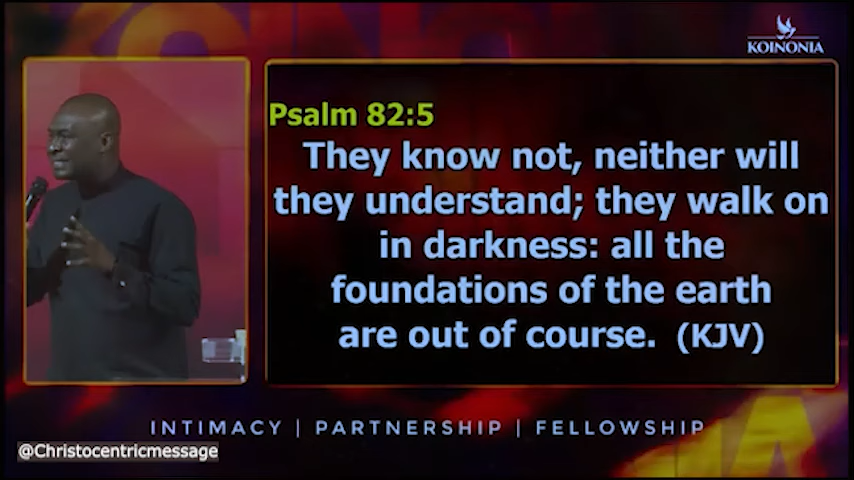 KOINONIA
Psalm 82:5
They know not, neither will
they understand; they walk on
in darkness: all the
foundations of the earth
are out of course. (KJV)
INTIMACY | PARTNERSHIP | FELLOWSHIP
@Christocentricmessage